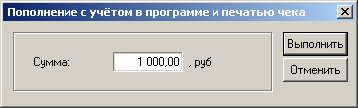 Пополнение с учётом в программе и печатью чека
Сумма: 1 000,00 , руб
Выполнить
Отменить